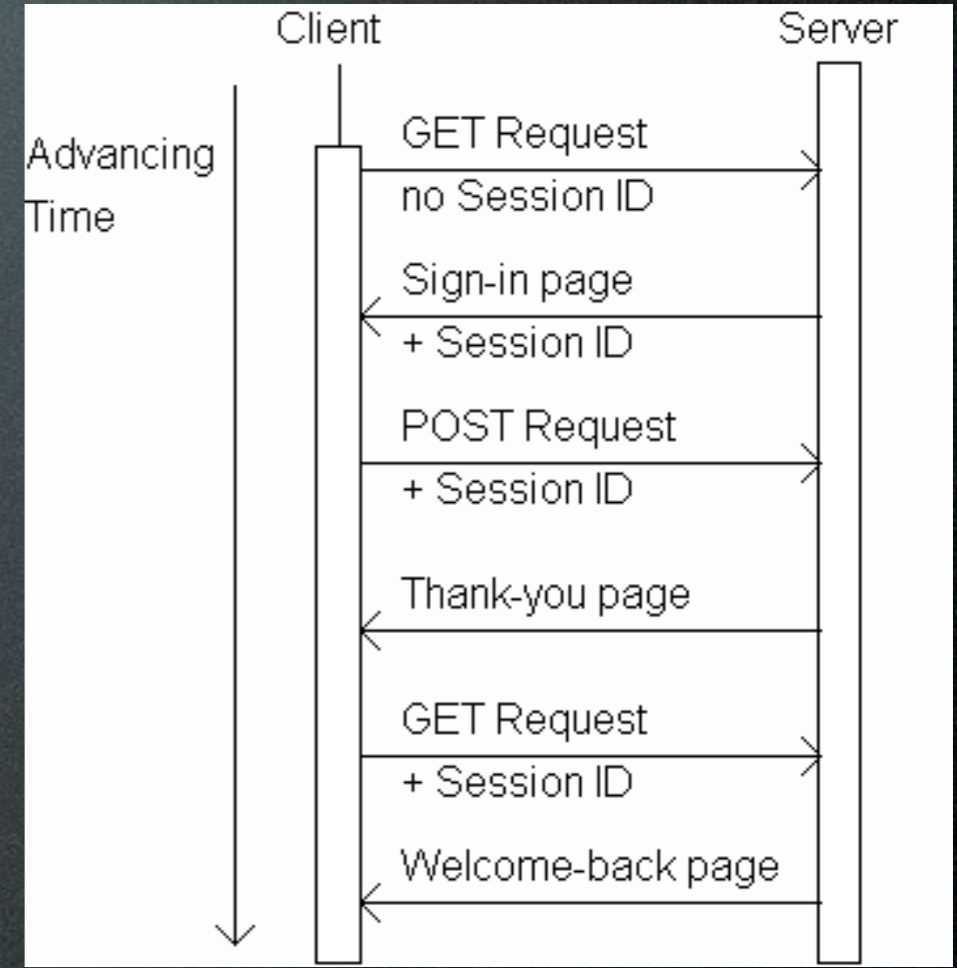 Client
Server
Advancing
Time
GET Request
no Session ID
Sign-in page
+ Session ID
POST Request
+ Session ID
Thank-you page
GET Request
+ Session ID
Welcome-back page